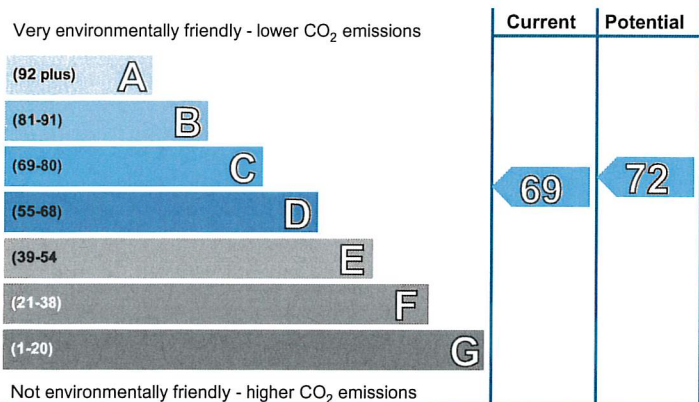 Very environmentally friendly - lower CO₂ emissions
Current
Potential
(92 plus) A
(81-91) B
(69-80) C
(55-68) D
(39-54 E
(21-38) F
(1-20) G
69
72
Not environmentally friendly - higher CO₂ emissions